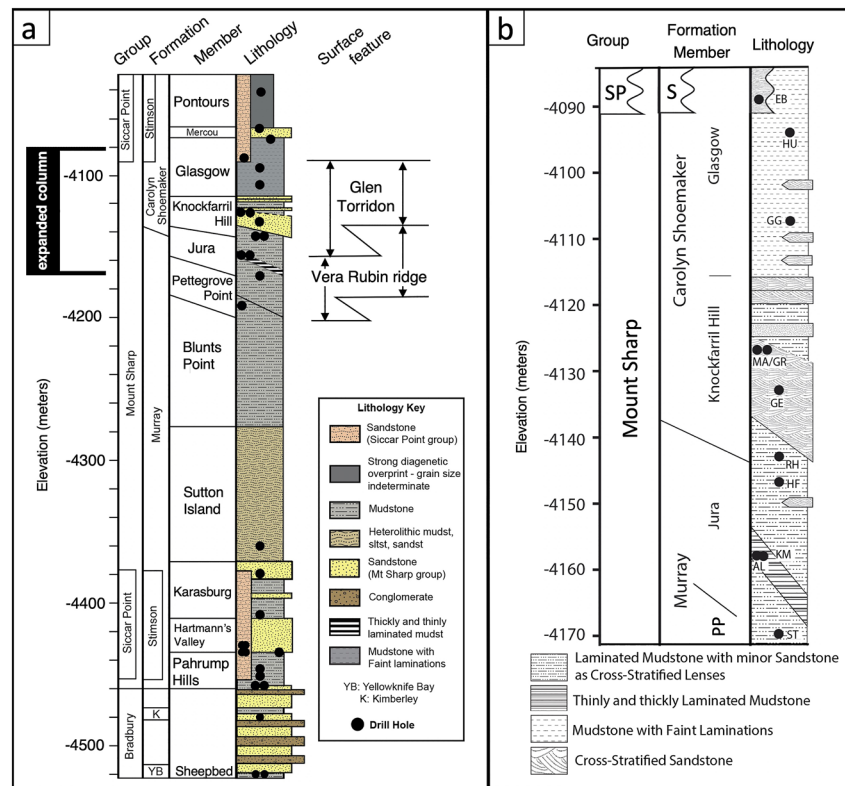 a
Group
Formation
Member
Lithology
Surface
feature
Elevation (meters)
-4100
-4200
-4300
-4400
-4500
expanded column
Siccar Point
Stimson
Pontours
Mercou
Glasgow
Carolyn
Shoemaker
Knockfarril
Hill
Jura
Pettegrove
Point
Mount Sharp
Murray
Blunts
Point
Sutton
Island
Karasburg
Siccar Point
Stimson
Hartmann's
Valley
Pahrump
Hills
Bradbury
K
YB
Sheepbed
Glen
Torridon
Vera Rubin ridge
Lithology Key
Sandstone
(Siccar Point group)
Strong diagenetic
overprint - grain size
indeterminate
Mudstone
Heterolithic mudst,
sltst, sandst
Sandstone
(Mt Sharp group)
Conglomerate
Thickly and thinly
laminated mudst
Mudstone with
Faint laminations
YB: Yellowknife Bay
K: Kimberley
Drill Hole
b
Group
Formation
Member
Lithology
Elevation (meters)
-4090
-4100
-4110
-4120
-4130
-4140
-4150
-4160
-4170
SP
S
Mount Sharp
Carolyn Shoemaker
Murray
Glasgow
Knockfarril Hill
Jura
PP
EB
HU
GG
MA/GR
GE
RH
HF
KM
AL
ST
Laminated Mudstone with minor Sandstone
as Cross-Stratified Lenses
Thinly and thickly Laminated Mudstone
Mudstone with Faint Laminations
Cross-Stratified Sandstone